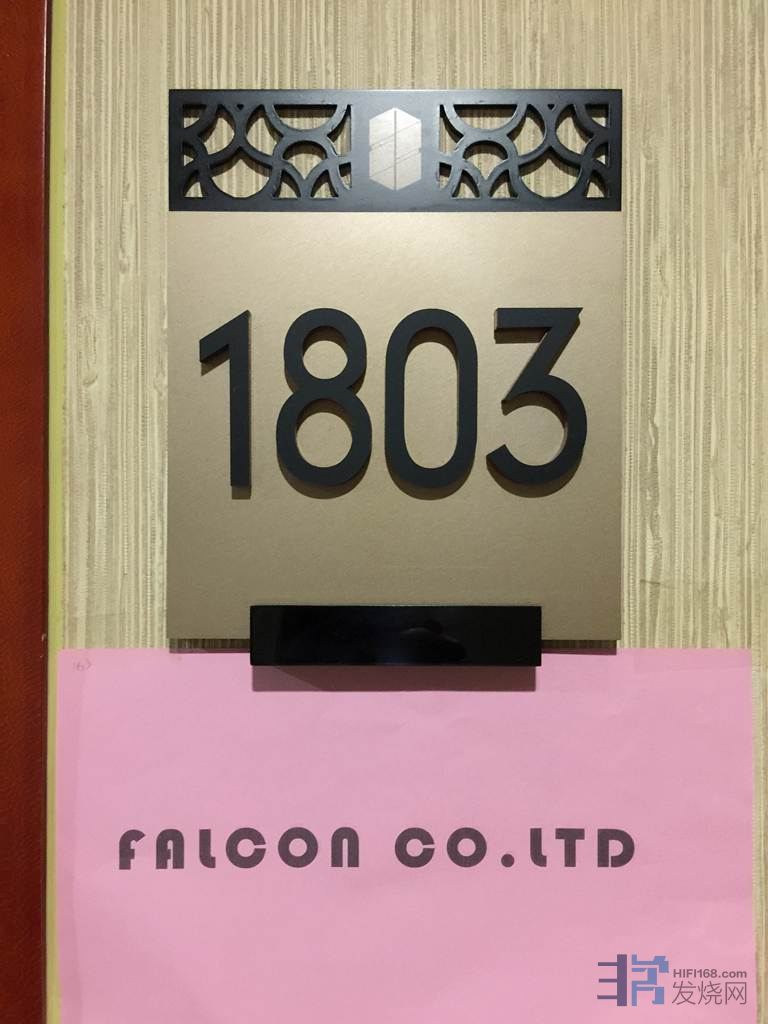 1803
FALCON CO.LTD
HIFI168.com
发烧网